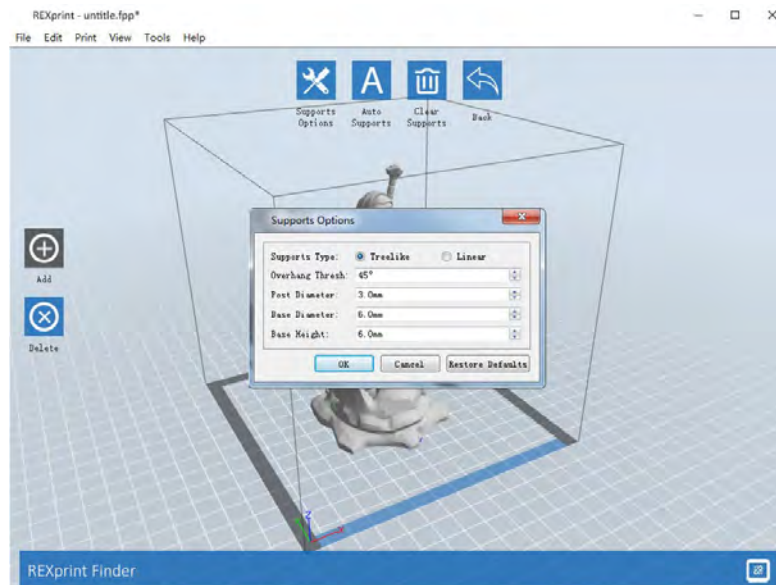 REXprint - untitle.fpp*
File Edit Print View Tools Help
A
Supports Options
Auto Supports
Clear Supports
Back
Supports Options
Supports Type: Treelike Linear
Overhang Thresh: 45°
Post Diameter: 3.0mm
Base Diameter: 6.0mm
Base Height: 6.0mm
OK Cancel Restore Defaults
Add
Delete
Z
X
REXprint Finder